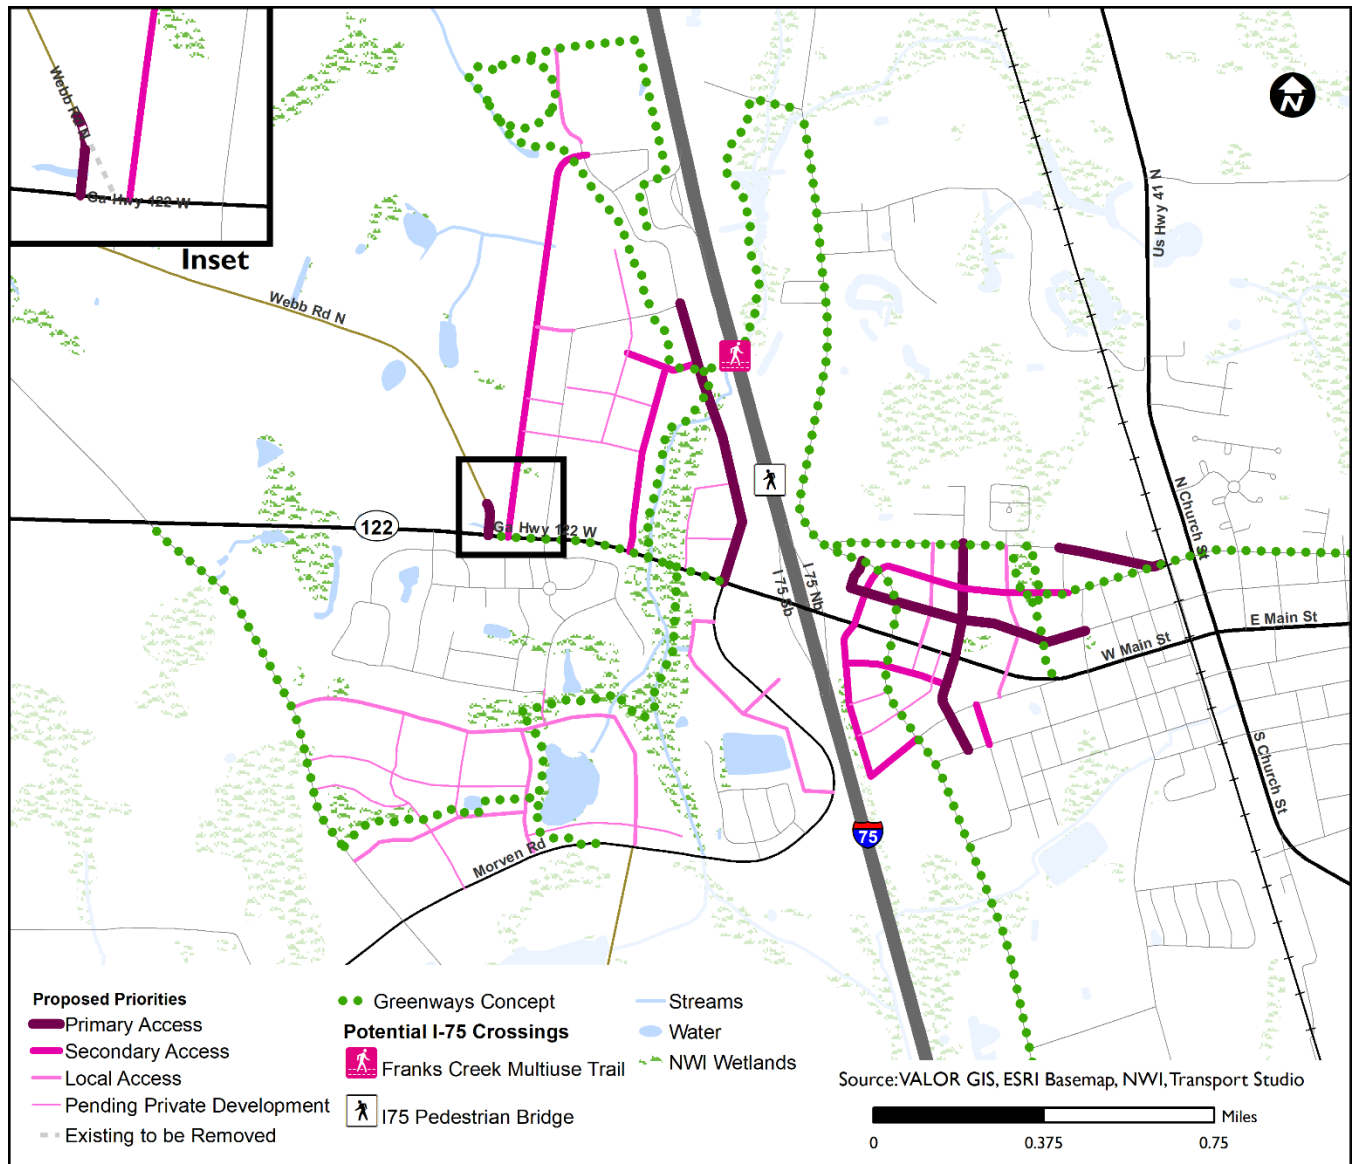 Webb Rd N
Ga Hwy 122 W
Inset
N
Us Hwy 41 N
Webb Rd N
122
Ga Hwy 122 W
N Church St
I 75 Sb
I 75 Nb
E Main St
W Main St
S Church St
75
Morven Rd
Proposed Priorities
Primary Access
Secondary Access
Local Access
Pending Private Development
Existing to be Removed
Greenways Concept
Potential I-75 Crossings
Franks Creek Multiuse Trail
I75 Pedestrian Bridge
Streams
Water
NWI Wetlands
Source: VALOR GIS, ESRI Basemap, NWI, Transport Studio
Miles
0 0.375 0.75